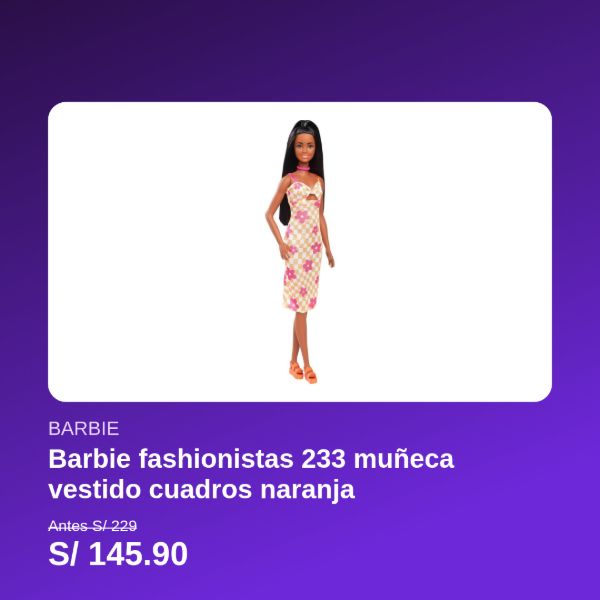 BARBIE
Barbie fashionistas 233 muñeca
vestido cuadros naranja
Antes S/ 229
S/ 145.90